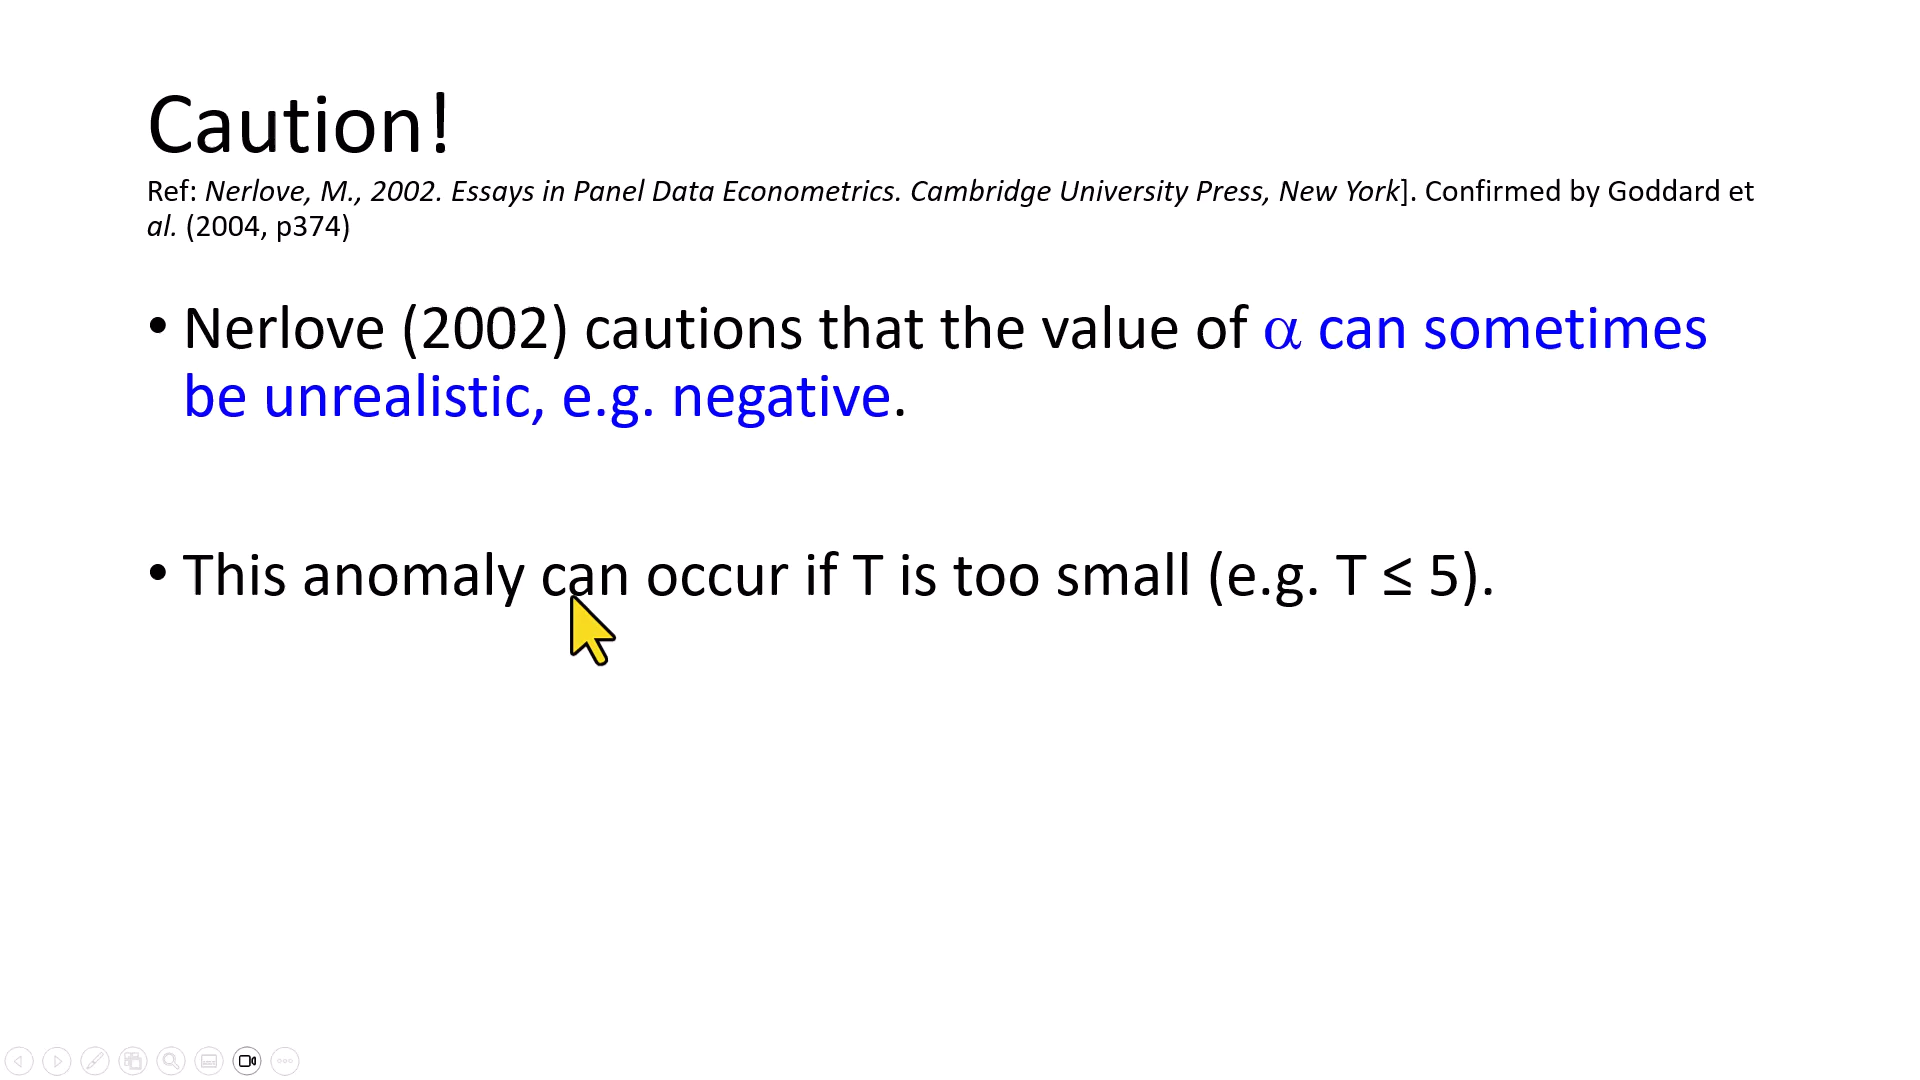 Caution!
Ref: Nerlove, M., 2002. Essays in Panel Data Econometrics. Cambridge University Press, New York]. Confirmed by Goddard et
al. (2004, p374)
• Nerlove (2002) cautions that the value of α can sometimes
be unrealistic, e.g. negative.
• This anomaly can occur if T is too small (e.g. T ≤ 5).